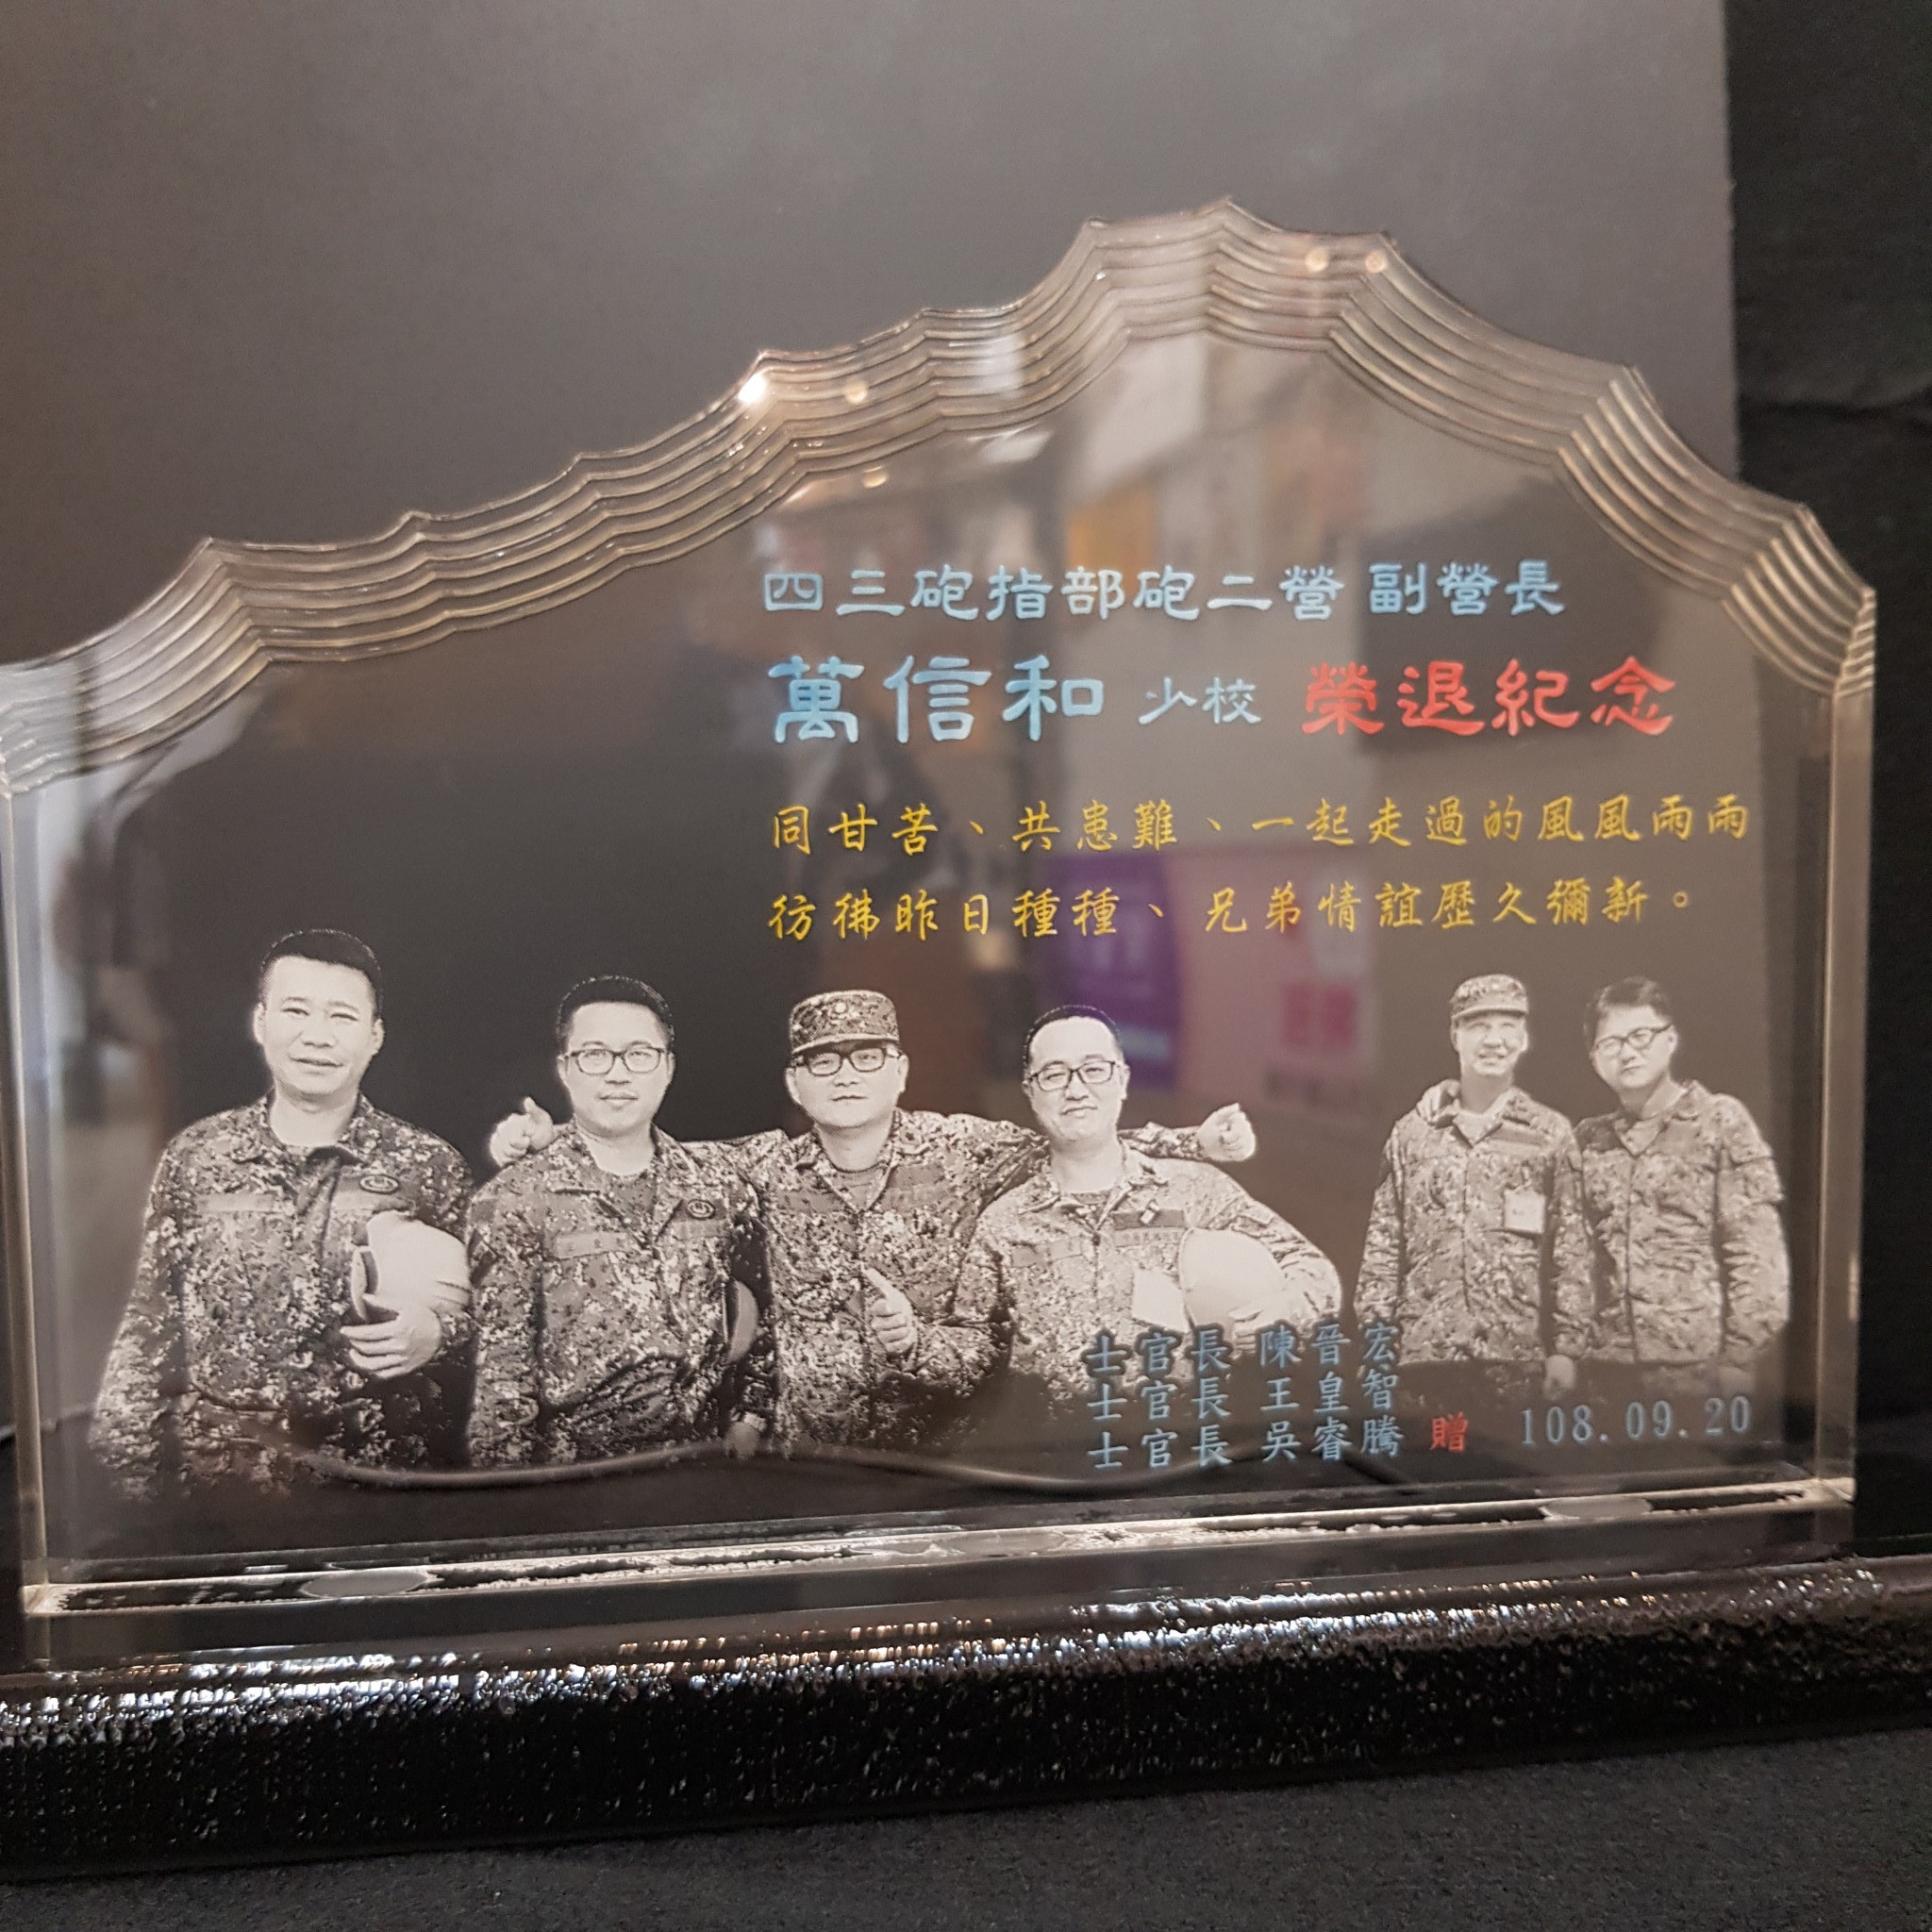 四三砲指部砲二營 副營長
萬信和 少校 榮退紀念
同甘苦、共患難、一起走過的風風雨雨
彷彿昨日種種、兄弟情誼歷久彌新。
士官長 陳晉宏
士官長 王皇智
士官長 吳睿騰 贈 108.09.20